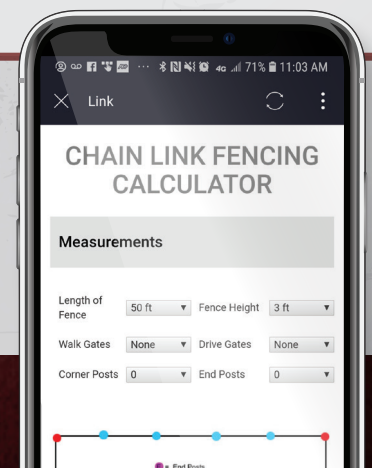 4G 71% 11:03 AM
Link
CHAIN LINK FENCING
CALCULATOR
Measurements
Length of Fence 50 ft Fence Height 3 ft
Walk Gates None Drive Gates None
Corner Posts 0 End Posts 0
= End Posts